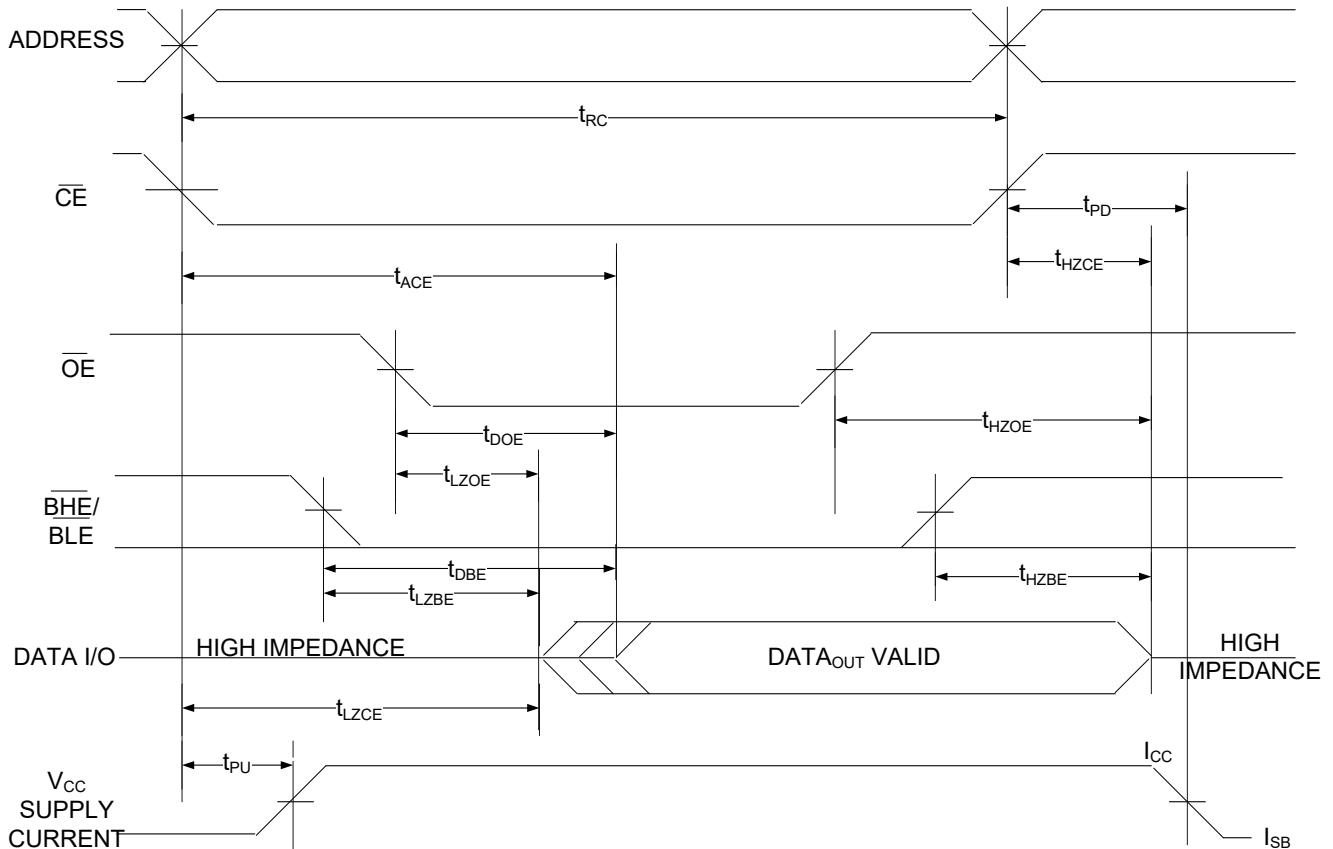 ADDRESS
tRC
CE
tPD
tHZCE
tACE
OE
tDOE
tHZOE
tLZOE
BHE/
BLE
tDBE
tHZBE
tLZBE
DATA I/O
HIGH IMPEDANCE
DATAOUT VALID
HIGH
IMPEDANCE
tLZCE
tPU
ICC
VCC
SUPPLY
CURRENT
ISB